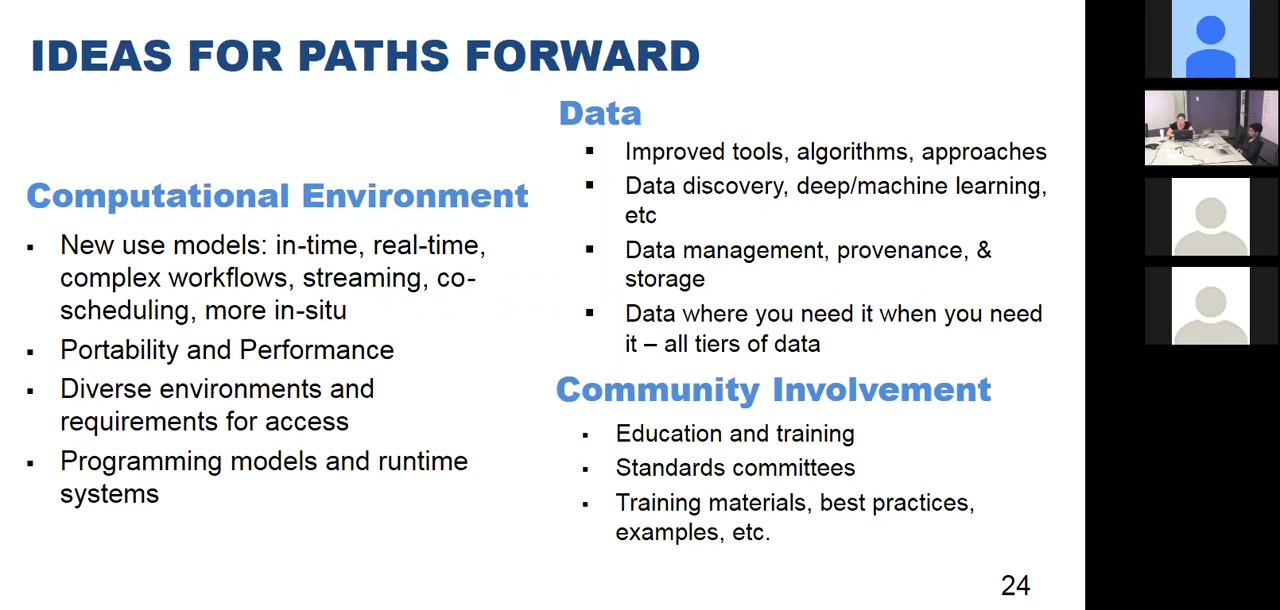 IDEAS FOR PATHS FORWARD
Computational Environment
▪ New use models: in-time, real-time,
complex workflows, streaming, co-
scheduling, more in-situ
▪ Portability and Performance
▪ Diverse environments and
requirements for access
▪ Programming models and runtime
systems
Data
▪ Improved tools, algorithms, approaches
▪ Data discovery, deep/machine learning,
etc
▪ Data management, provenance, &
storage
▪ Data where you need it when you need
it – all tiers of data
Community Involvement
▪ Education and training
▪ Standards committees
▪ Training materials, best practices,
examples, etc.
24